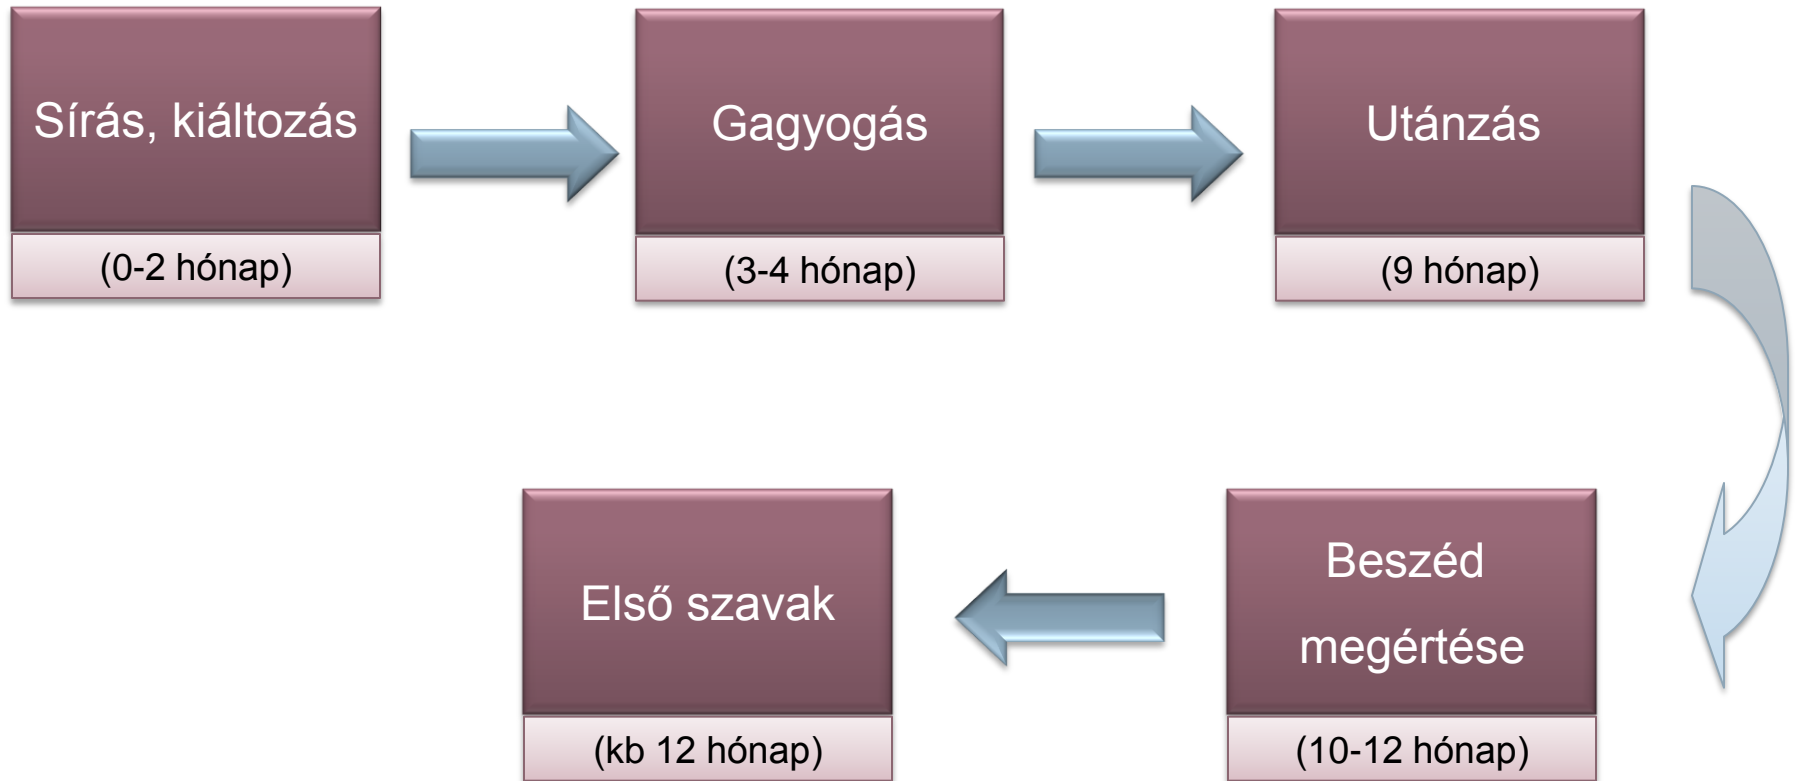 Sírás, kiáltozás
(0-2 hónap)
Gagyogás
(3-4 hónap)
Utánzás
(9 hónap)
Beszéd
megértése
(10-12 hónap)
Első szavak
(kb 12 hónap)